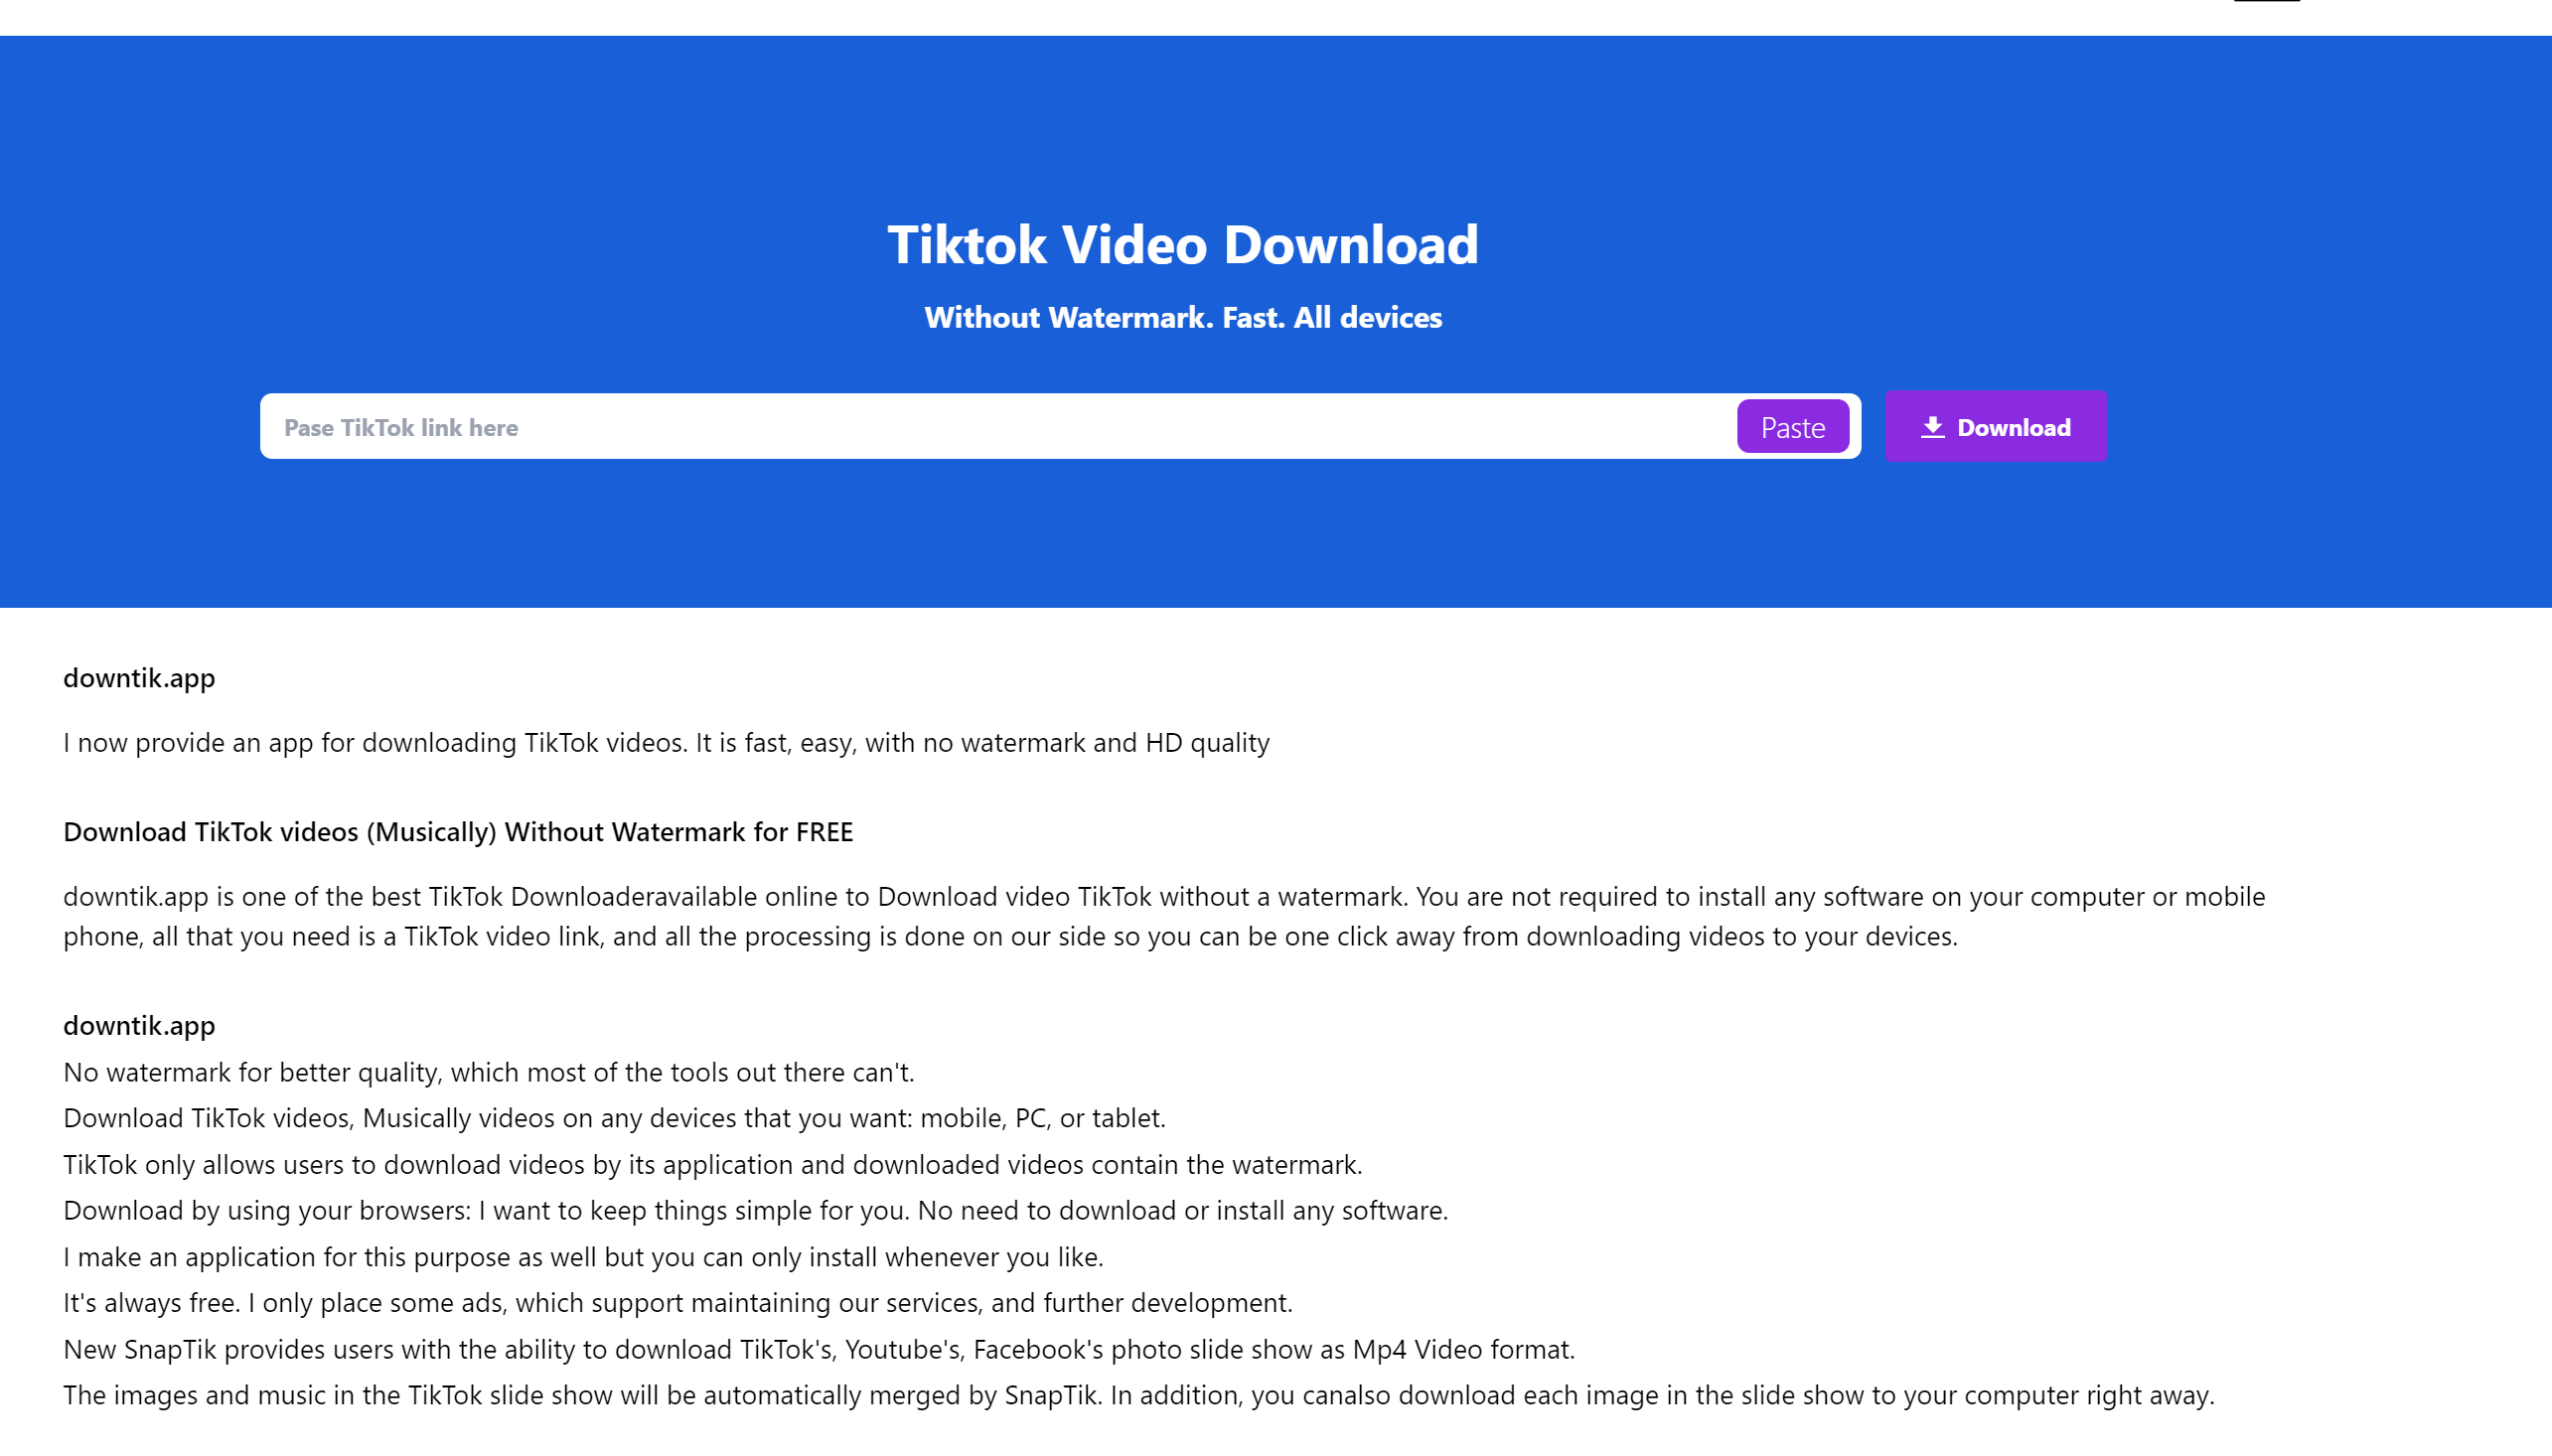 Tiktok Video Download
Without Watermark. Fast. All devices
Pase TikTok link here
Paste
Download
downtik.app
I now provide an app for downloading TikTok videos. It is fast, easy, with no watermark and HD quality
Download TikTok videos (Musically) Without Watermark for FREE
downtik.app is one of the best TikTok Downloaderavailable online to Download video TikTok without a watermark. You are not required to install any software on your computer or mobile
phone, all that you need is a TikTok video link, and all the processing is done on our side so you can be one click away from downloading videos to your devices.
downtik.app
No watermark for better quality, which most of the tools out there can't.
Download TikTok videos, Musically videos on any devices that you want: mobile, PC, or tablet.
TikTok only allows users to download videos by its application and downloaded videos contain the watermark.
Download by using your browsers: I want to keep things simple for you. No need to download or install any software.
I make an application for this purpose as well but you can only install whenever you like.
It's always free. I only place some ads, which support maintaining our services, and further development.
New SnapTik provides users with the ability to download TikTok's, Youtube's, Facebook's photo slide show as Mp4 Video format.
The images and music in the TikTok slide show will be automatically merged by SnapTik. In addition, you canalso download each image in the slide show to your computer right away.